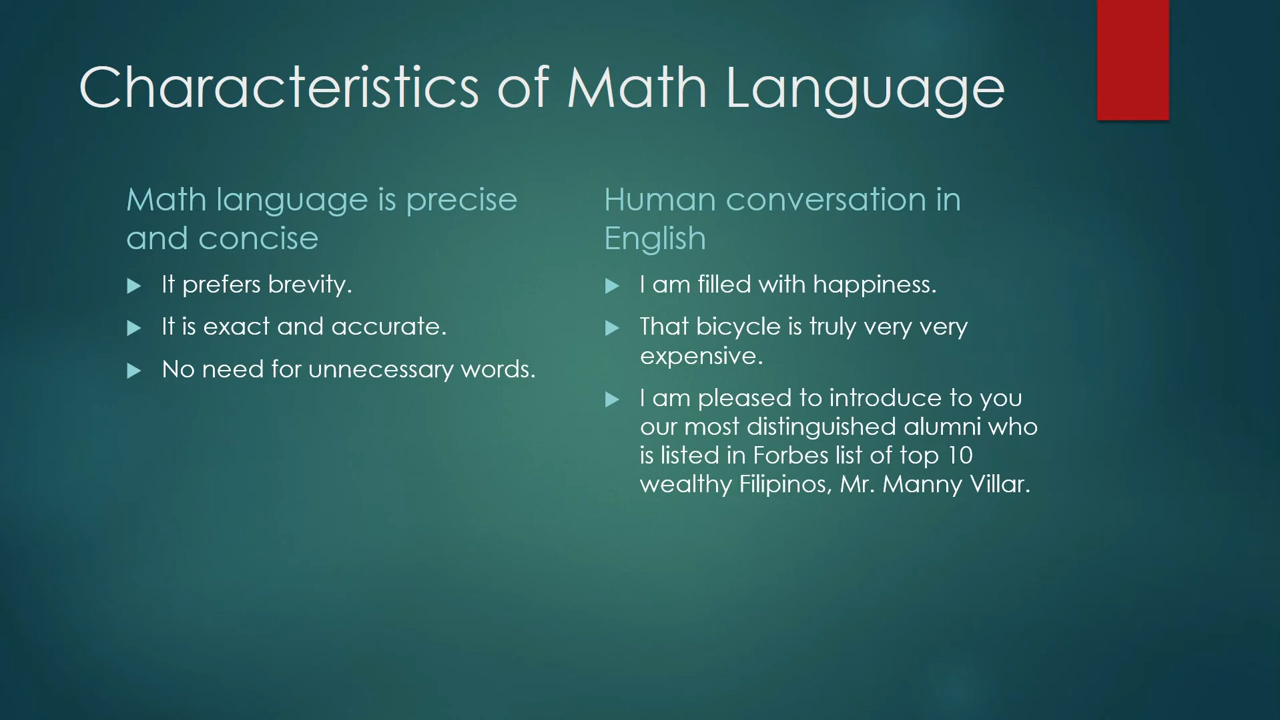 Characteristics of Math Language
Math language is precise
and concise
It prefers brevity.
It is exact and accurate.
No need for unnecessary words.
Human conversation in
English
I am filled with happiness.
That bicycle is truly very very
expensive.
I am pleased to introduce to you
our most distinguished alumni who
is listed in Forbes list of top 10
wealthy Filipinos, Mr. Manny Villar.